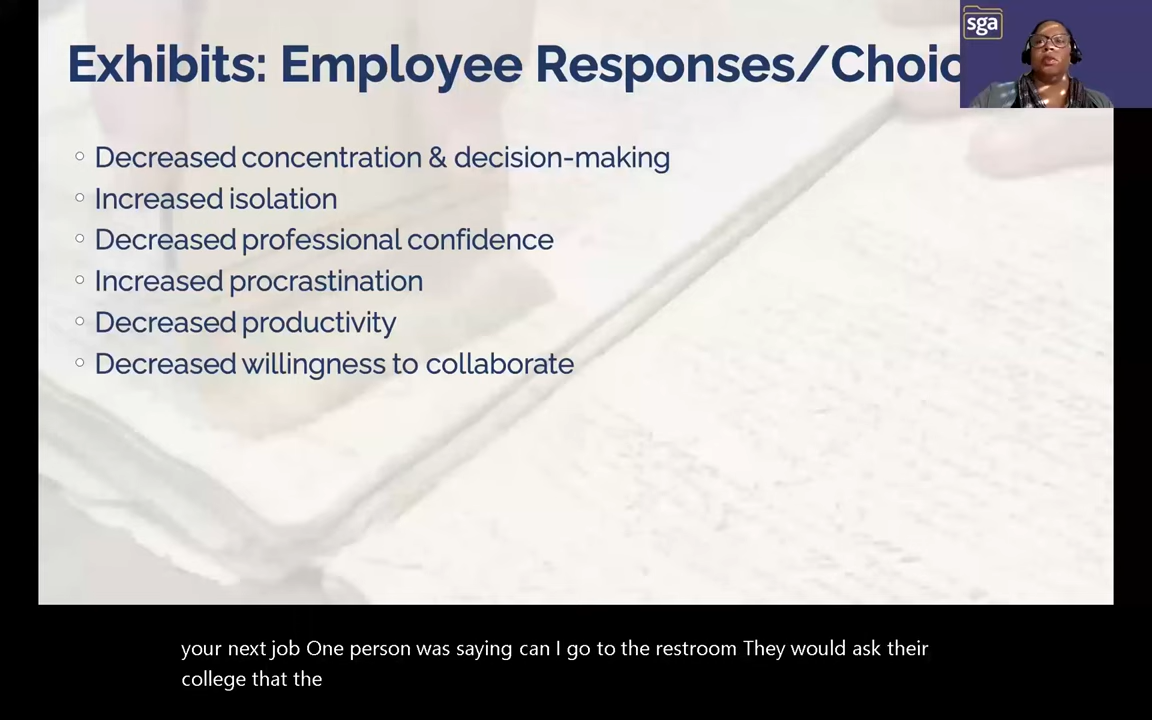 Exhibits: Employee Responses/Choic
sga
Decreased concentration & decision-making
Increased isolation
Decreased professional confidence
Increased procrastination
Decreased productivity
Decreased willingness to collaborate
your next job One person was saying can I go to the restroom They would ask their
college that the